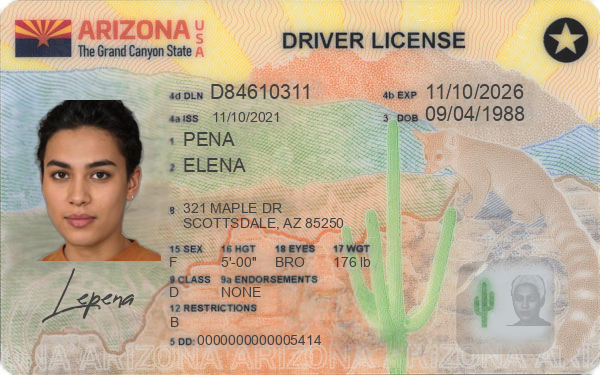 ARIZONA USA
The Grand Canyon State
DRIVER LICENSE
4d DLN D84610311
4b EXP 11/10/2026
4a ISS 11/10/2021
3 DOB 09/04/1988
1 PENA
2 ELENA
8 321 MAPLE DR
SCOTTSDALE, AZ 85250
15 SEX 16 HGT 18 EYES 17 WGT
F 5'-00" BRO 176 lb
9 CLASS 9a ENDORSEMENTS
D NONE
12 RESTRICTIONS
B
5 DD: 0000000000005414
Lepena
ARIZONA ARIZONA ARIZONA ARIZONA